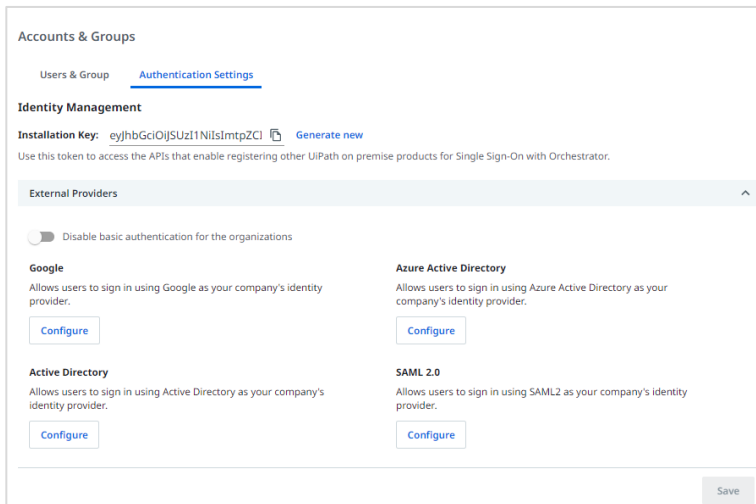 Accounts & Groups
Users & Group Authentication Settings
Identity Management
Installation Key: eyJhbGciOiJSUzI1NiIsImtpZCI Generate new
Use this token to access the APIs that enable registering other UiPath on premise products for Single Sign-On with Orchestrator.
External Providers
Disable basic authentication for the organizations
Google
Allows users to sign in using Google as your company's identity
provider.
Configure
Azure Active Directory
Allows users to sign in using Azure Active Directory as your
company's identity provider.
Configure
Active Directory
Allows users to sign in using Active Directory as your company's
identity provider.
Configure
SAML 2.0
Allows users to sign in using SAML2 as your company's identity
provider.
Configure
Save